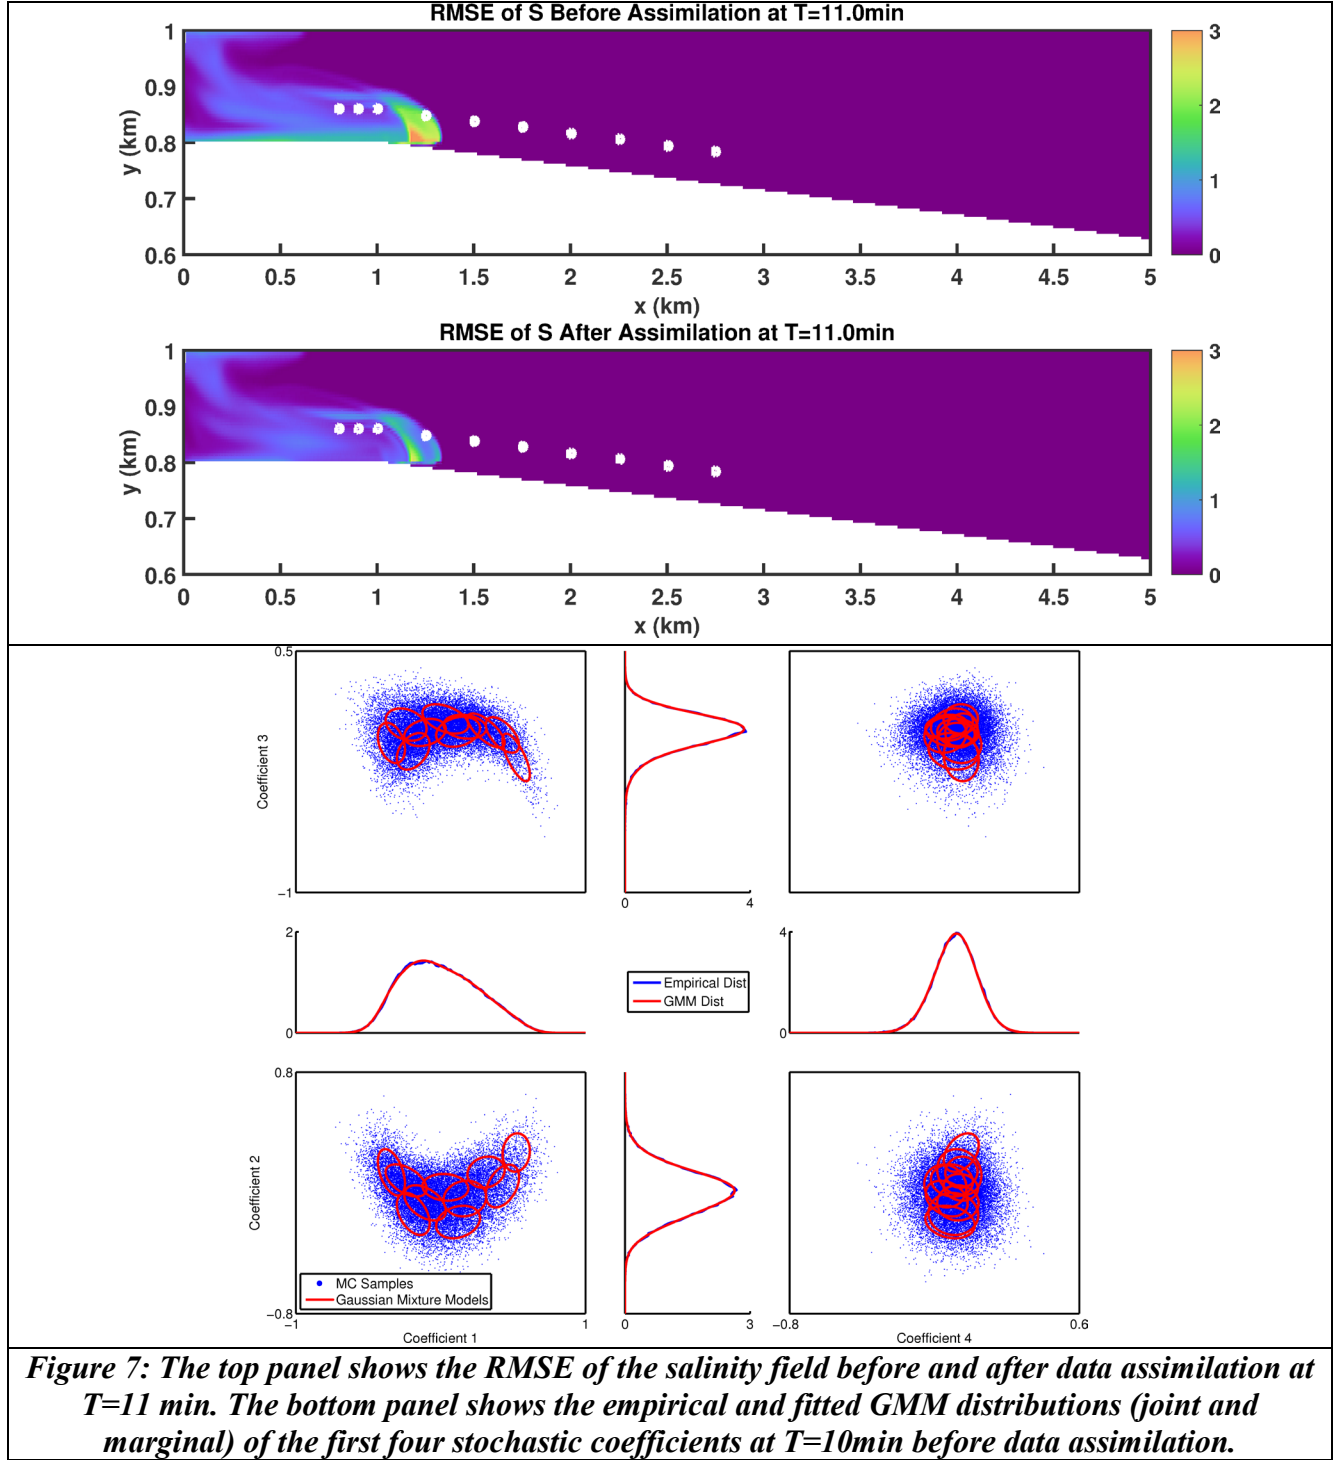 RMSE of S Before Assimilation at T=11.0min
1
0.9
0.8
0.7
0.6
y (km)
0 0.5 1 1.5 2 2.5 3 3.5 4 4.5 5
x (km)
3
2
1
0
RMSE of S After Assimilation at T=11.0min
1
0.9
0.8
0.7
0.6
y (km)
0 0.5 1 1.5 2 2.5 3 3.5 4 4.5 5
x (km)
3
2
1
0
0.5
Coefficient 3
−1
0 4
2
0
Empirical Dist
GMM Dist
4
0
0.8
Coefficient 2
MC Samples
Gaussian Mixture Models
−0.8
−1 1
Coefficient 1
0 3
−0.8 0.6
Coefficient 4
Figure 7: The top panel shows the RMSE of the salinity field before and after data assimilation at
T=11 min. The bottom panel shows the empirical and fitted GMM distributions (joint and
marginal) of the first four stochastic coefficients at T=10min before data assimilation.